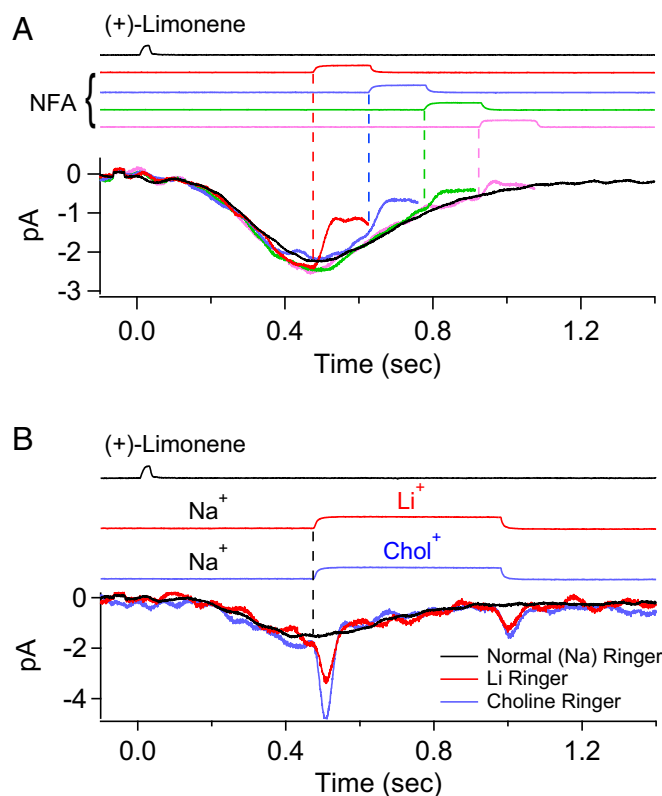 A
(+)-Limonene
NFA {
0
-1
-2
-3
pA
0.0 0.4 0.8 1.2
Time (sec)
B
(+)-Limonene
Na+ Li+
Na+ Chol+
0
-2
-4
pA
Normal (Na) Ringer
Li Ringer
Choline Ringer
0.0 0.4 0.8 1.2
Time (sec)